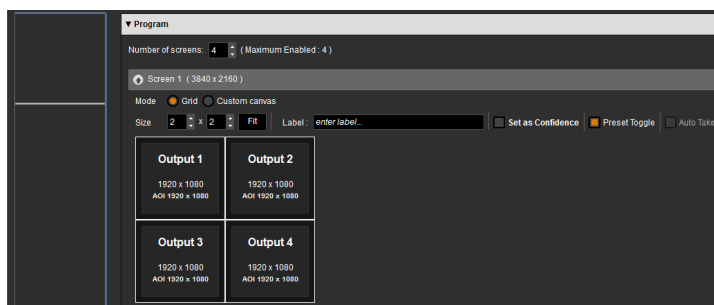 ▼ Program
Number of screens: 4 ( Maximum Enabled : 4 )
Screen 1 ( 3840 x 2160 )
Mode Grid Custom canvas
Size 2 x 2 Fit Label : enter label... Set as Confidence Preset Toggle Auto Take
Output 1 Output 2
1920 x 1080 1920 x 1080
AOI 1920 x 1080 AOI 1920 x 1080
Output 3 Output 4
1920 x 1080 1920 x 1080
AOI 1920 x 1080 AOI 1920 x 1080